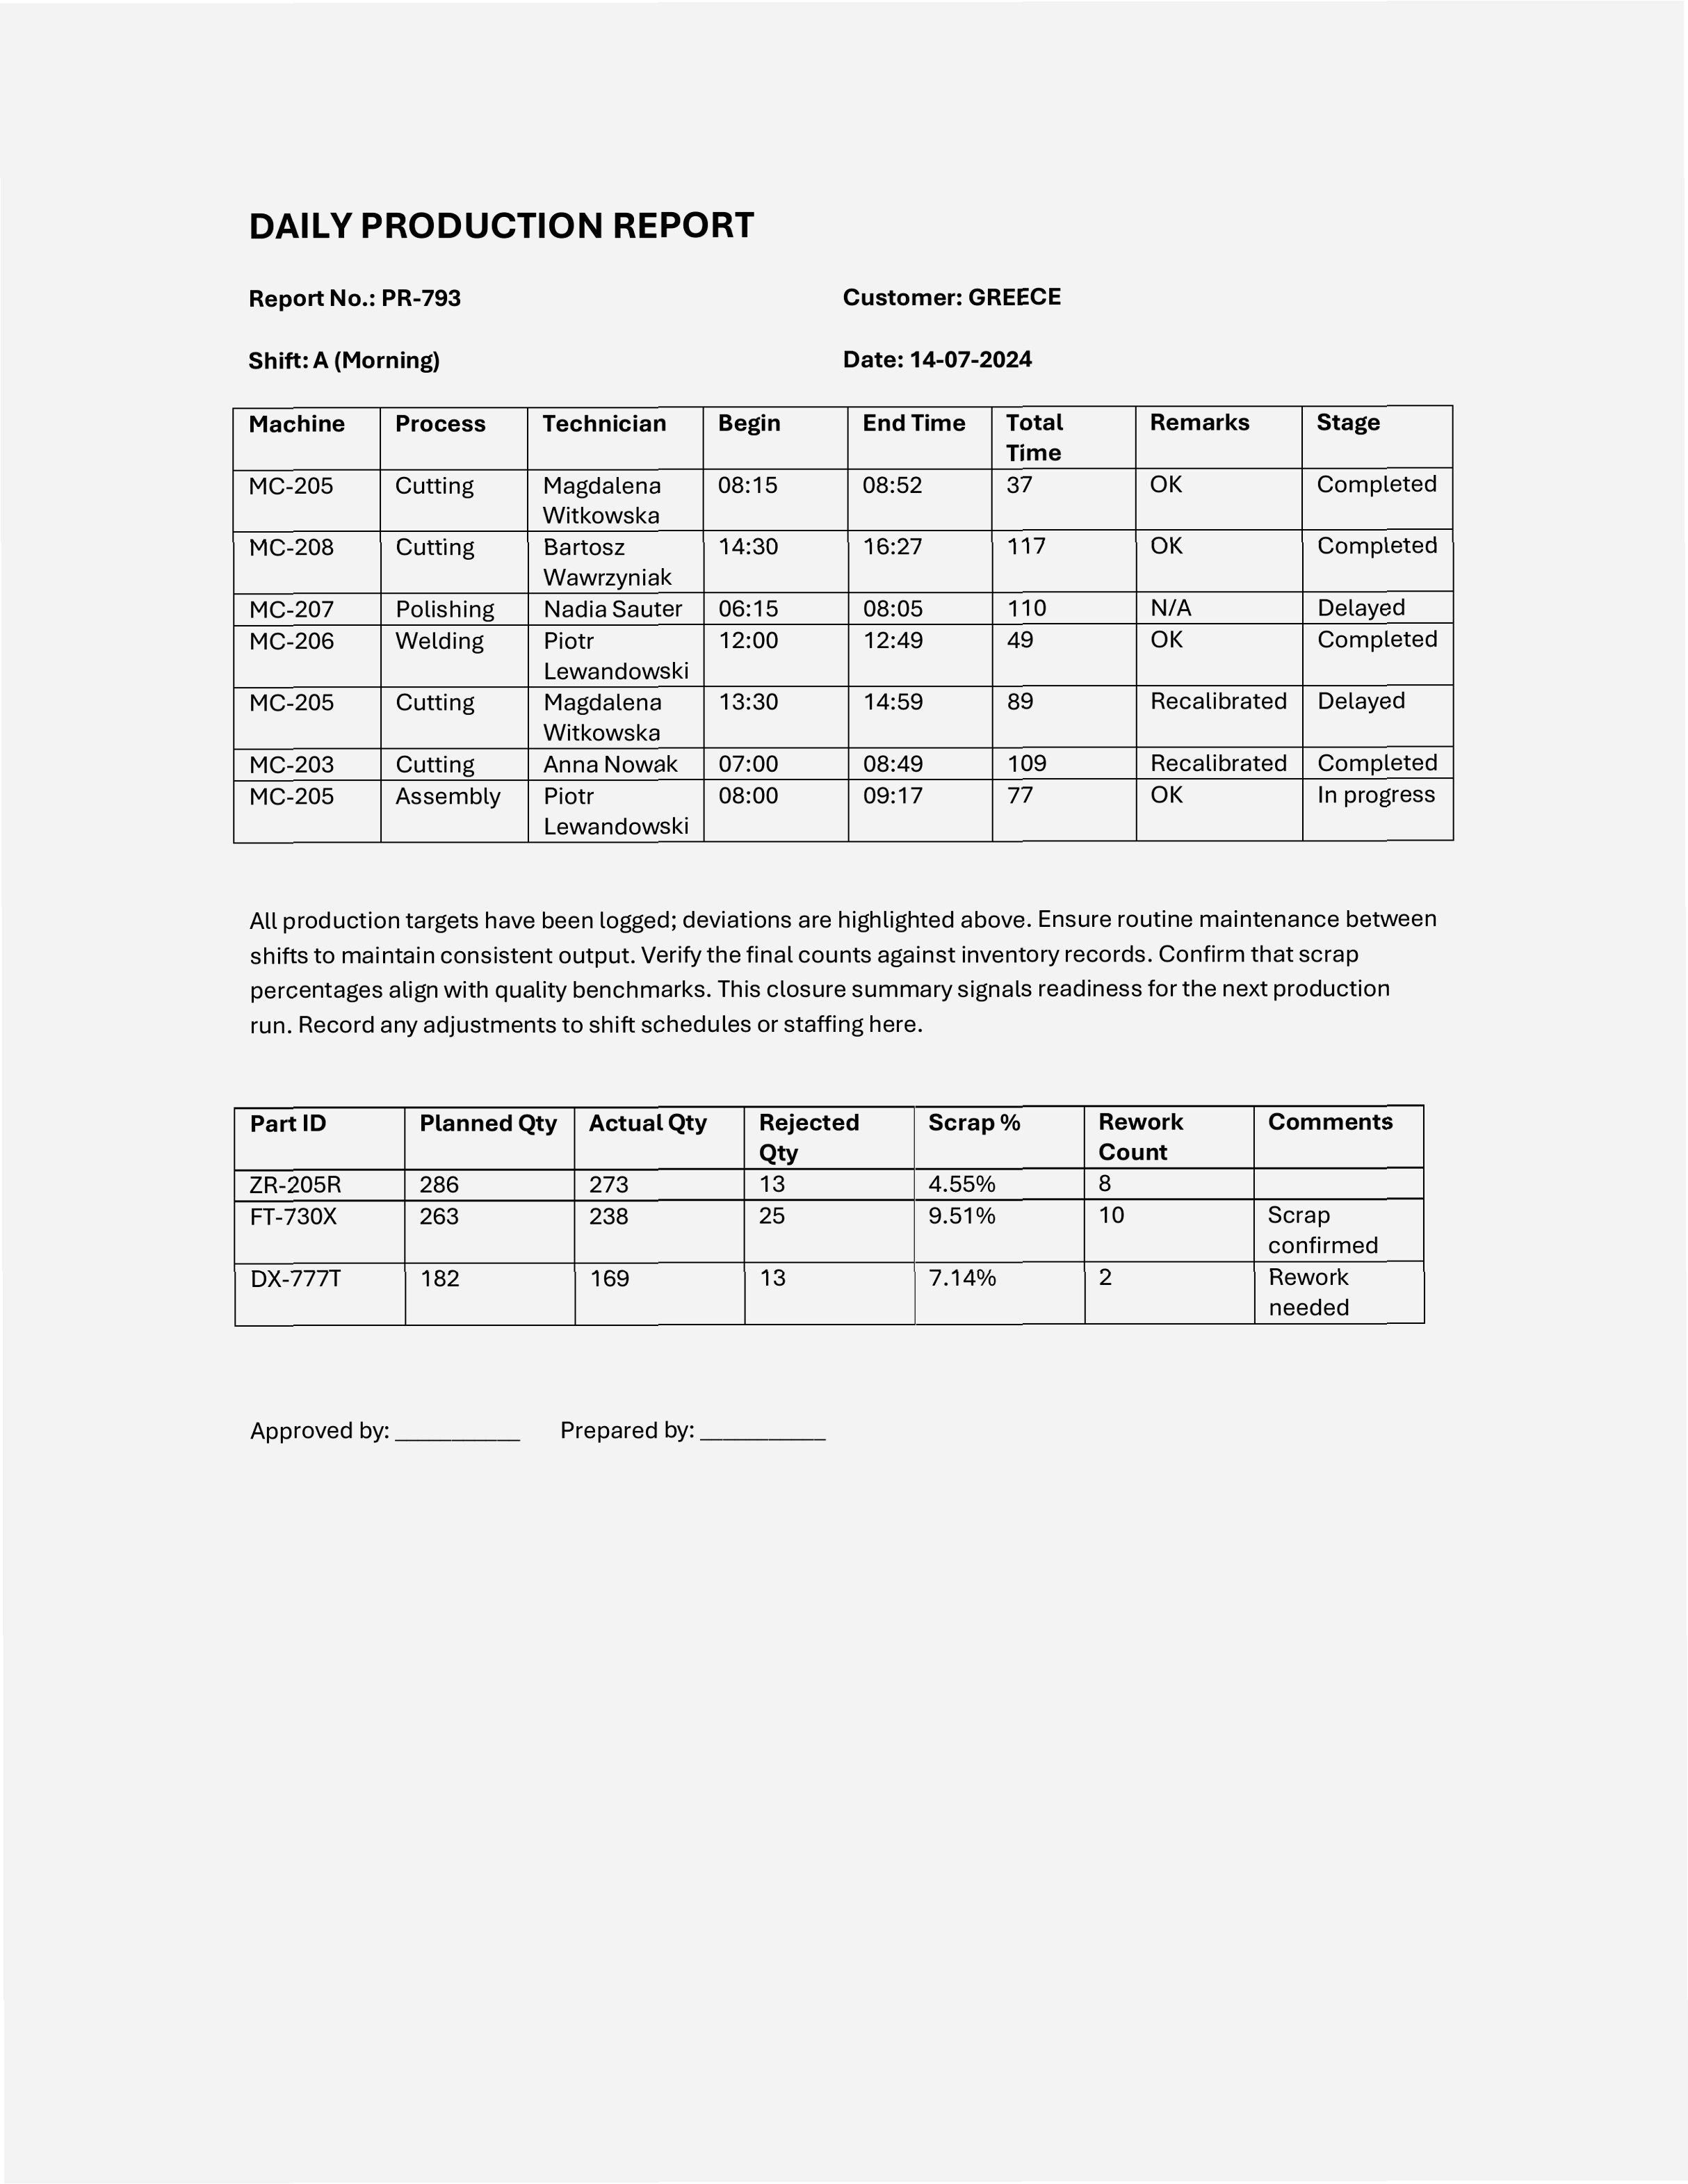 DAILY PRODUCTION REPORT
Report No.: PR-793 Customer: GREECE
Shift: A (Morning) Date: 14-07-2024
Machine Process Technician Begin End Time Total Time Remarks Stage
MC-205 Cutting Magdalena Witkowska 08:15 08:52 37 OK Completed
MC-208 Cutting Bartosz Wawrzyniak 14:30 16:27 117 OK Completed
MC-207 Polishing Nadia Sauter 06:15 08:05 110 N/A Delayed
MC-206 Welding Piotr Lewandowski 12:00 12:49 49 OK Completed
MC-205 Cutting Magdalena Witkowska 13:30 14:59 89 Recalibrated Delayed
MC-203 Cutting Anna Nowak 07:00 08:49 109 Recalibrated Completed
MC-205 Assembly Piotr Lewandowski 08:00 09:17 77 OK In progress
All production targets have been logged; deviations are highlighted above. Ensure routine maintenance between
shifts to maintain consistent output. Verify the final counts against inventory records. Confirm that scrap
percentages align with quality benchmarks. This closure summary signals readiness for the next production
run. Record any adjustments to shift schedules or staffing here.
Part ID Planned Qty Actual Qty Rejected Qty Scrap % Rework Count Comments
ZR-205R 286 273 13 4.55% 8
FT-730X 263 238 25 9.51% 10 Scrap confirmed
DX-777T 182 169 13 7.14% 2 Rework needed
Approved by: __________ Prepared by: __________